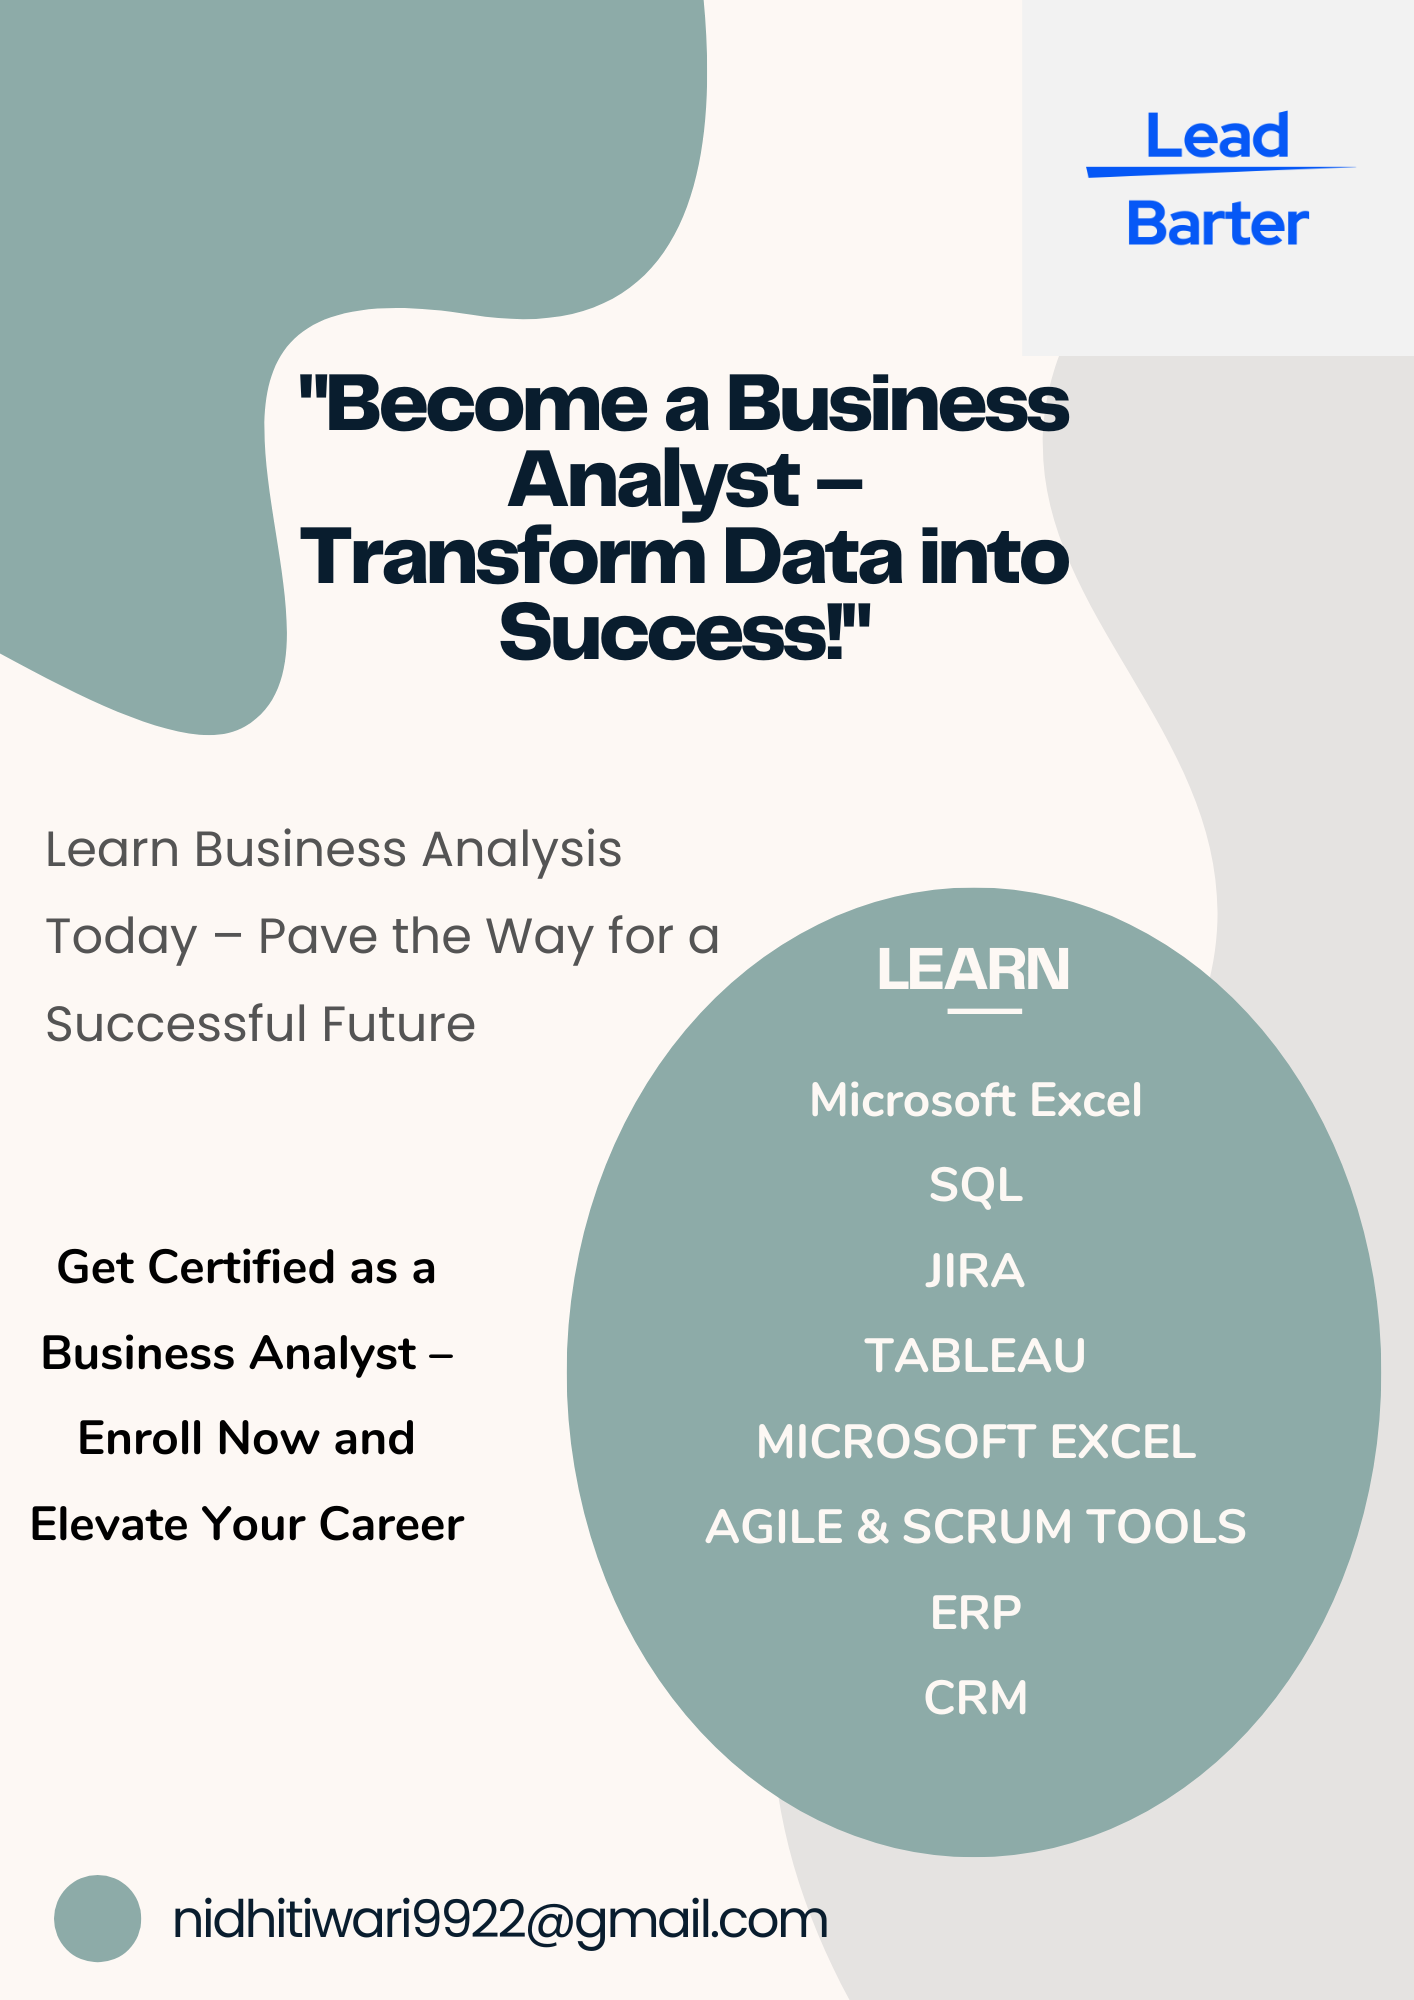 Lead
Barter
"Become a Business
Analyst –
Transform Data into
Success!"
Learn Business Analysis
Today – Pave the Way for a
Successful Future
LEARN
Microsoft Excel
SQL
JIRA
TABLEAU
MICROSOFT EXCEL
AGILE & SCRUM TOOLS
ERP
CRM
Get Certified as a
Business Analyst –
Enroll Now and
Elevate Your Career
nidhitiwari9922@gmail.com